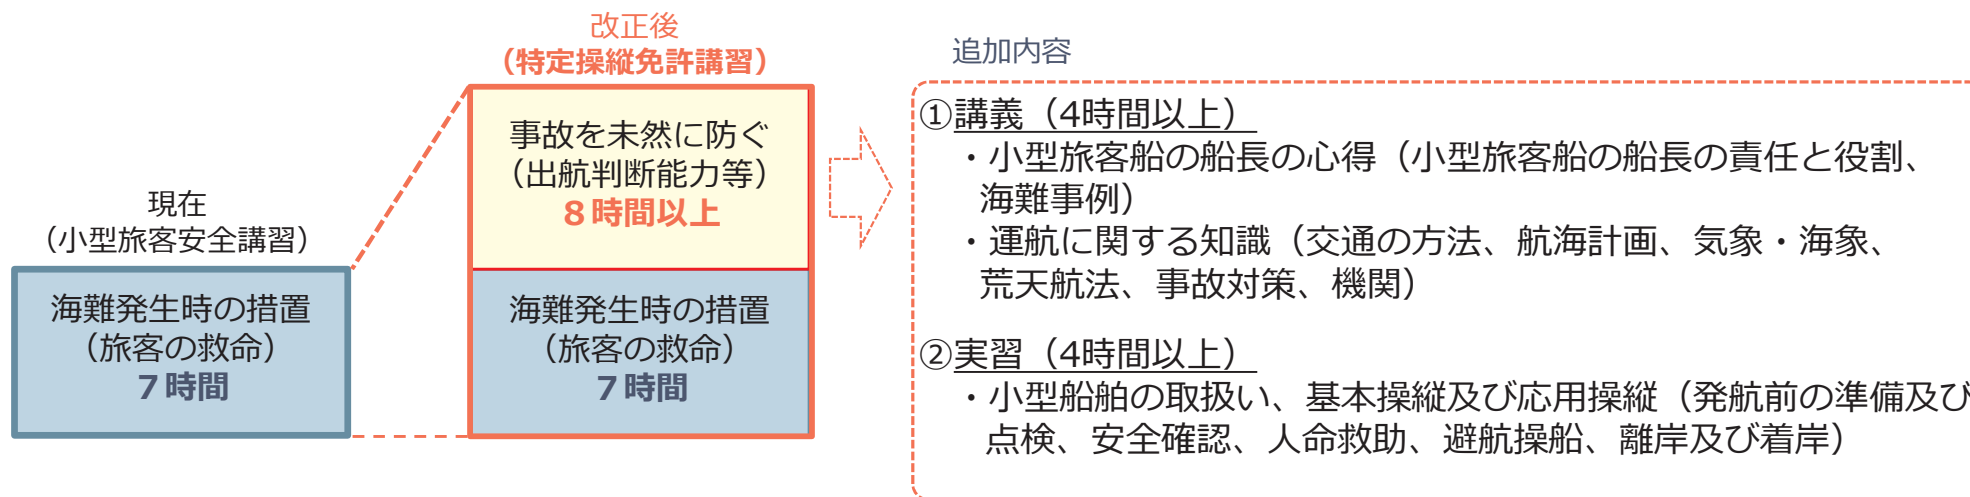 現在
（小型旅客安全講習）
海難発生時の措置
（旅客の救命）
７時間
改正後
（特定操縦免許講習）
事故を未然に防ぐ
（出航判断能力等）
８時間以上
海難発生時の措置
（旅客の救命）
７時間
追加内容
①講義（4時間以上）
・小型旅客船の船長の心得（小型旅客船の船長の責任と役割、
海難事例）
・運航に関する知識（交通の方法、航海計画、気象・海象、
荒天航法、事故対策、機関）
②実習（4時間以上）
・小型船舶の取扱い、基本操縦及び応用操縦（発航前の準備及び
点検、安全確認、人命救助、避航操船、離岸及び着岸）